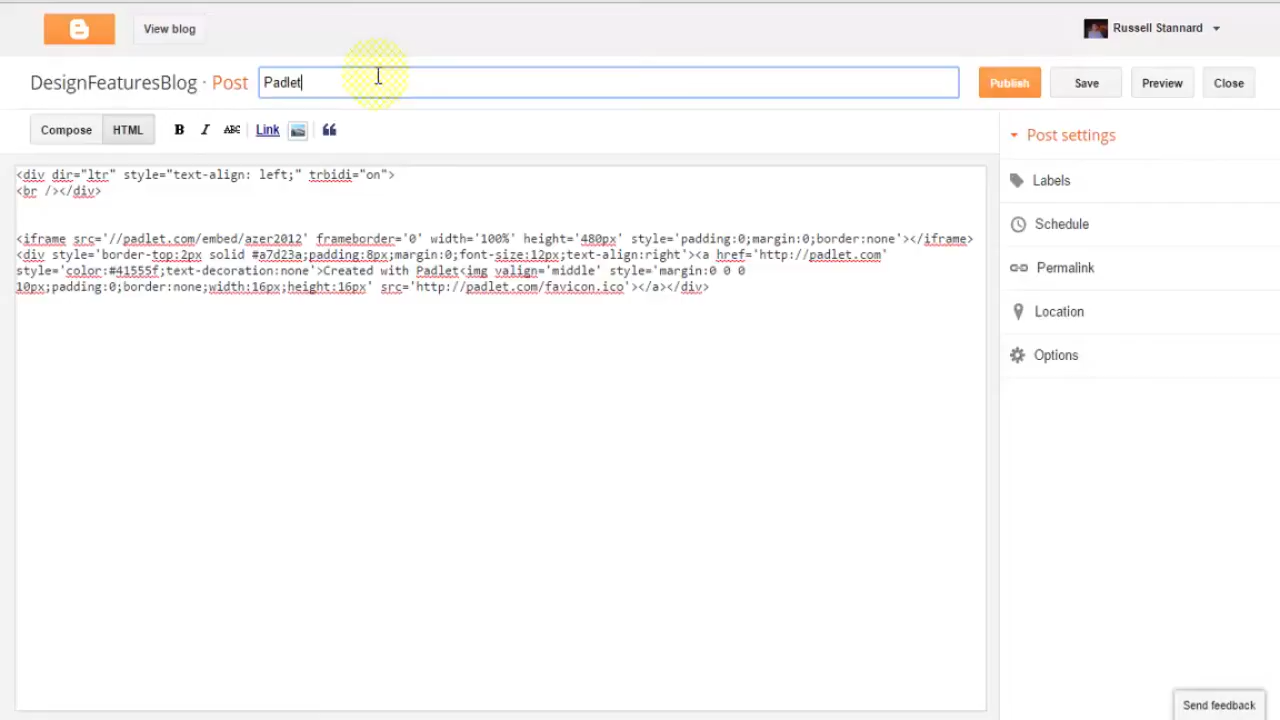 View blog
Russell Stannard
DesignFeaturesBlog · Post
Padlet
Publish
Save
Preview
Close
Compose
HTML
B
I
ABC
Link
Post settings
Labels
Schedule
Permalink
Location
Options
<div dir="ltr" style="text-align: left;" trbidi="on">
<br /></div>
<iframe src='//padlet.com/embed/azer2012' frameborder='0' width='100%' height='480px' style='padding:0;margin:0;border:none'></iframe>
<div style='border-top:2px solid #a7d23a;padding:8px;margin:0;font-size:12px;text-align:right'><a href='http://padlet.com'
style='color:#41555f;text-decoration:none'>Created with Padlet<img valign='middle' style='margin:0 0 0
10px;padding:0;border:none;width:16px;height:16px' src='http://padlet.com/favicon.ico'></a></div>
Send feedback